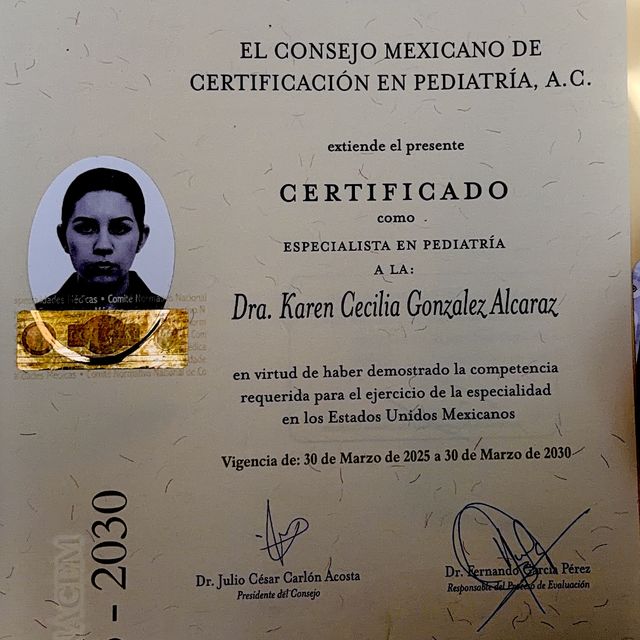 EL CONSEJO MEXICANO DE
CERTIFICACIÓN EN PEDIATRÍA, A.C.
extiende el presente
CERTIFICADO
como
ESPECIALISTA EN PEDIATRÍA
A LA:
Dra. Karen Cecilia Gonzalez Alcaraz
en virtud de haber demostrado la competencia
requerida para el ejercicio de la especialidad
en los Estados Unidos Mexicanos
Vigencia de: 30 de Marzo de 2025 a 30 de Marzo de 2030
Dr. Julio César Carlón Acosta
Presidente del Consejo
Dr. Fernando García Pérez
Responsable del Proceso de Evaluación
Médicas • Comite Nacional
- 2030